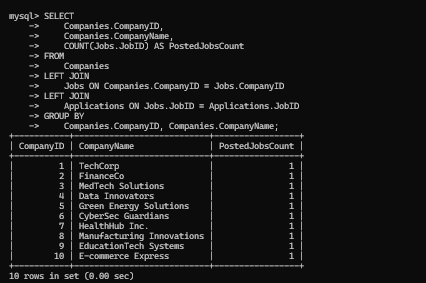 mysql> SELECT
    ->     Companies.CompanyID,
    ->     Companies.CompanyName,
    ->     COUNT(Jobs.JobID) AS PostedJobsCount
    -> FROM
    ->     Companies
    -> LEFT JOIN
    ->     Jobs ON Companies.CompanyID = Jobs.CompanyID
    -> LEFT JOIN
    ->     Applications ON Jobs.JobID = Applications.JobID
    -> GROUP BY
    ->     Companies.CompanyID, Companies.CompanyName;
+-----------+---------------------------+-----------------+
| CompanyID | CompanyName               | PostedJobsCount |
+-----------+---------------------------+-----------------+
|         1 | TechCorp                  |               1 |
|         2 | FinanceCo                 |               1 |
|         3 | MedTech Solutions         |               1 |
|         4 | Data Innovators           |               1 |
|         5 | Green Energy Solutions    |               1 |
|         6 | CyberSec Guardians        |               1 |
|         7 | HealthHub Inc.            |               1 |
|         8 | Manufacturing Innovations |               1 |
|         9 | EducationTech Systems     |               1 |
|        10 | E-commerce Express        |               1 |
+-----------+---------------------------+-----------------+
10 rows in set (0.00 sec)